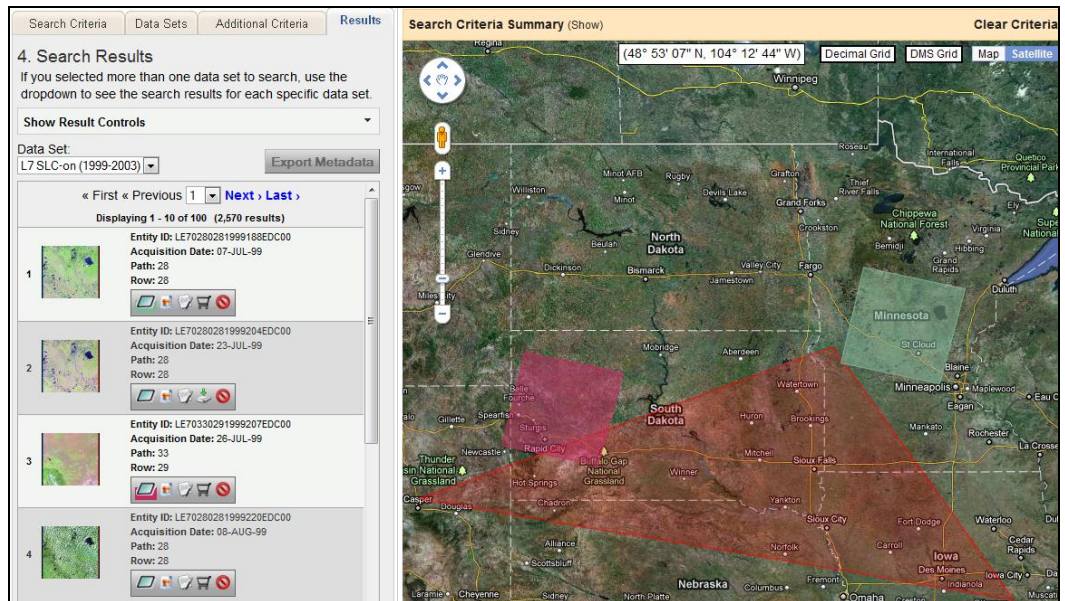 Search Criteria
Data Sets
Additional Criteria
Results
4. Search Results
If you selected more than one data set to search, use the
dropdown to see the search results for each specific data set.
Show Result Controls
Data Set:
L7 SLC-on (1999-2003)
Export Metadata
« First « Previous 1 Next › Last ›
Displaying 1 - 10 of 100 (2,570 results)
1
Entity ID: LE70280281999188EDC00
Acquisition Date: 07-JUL-99
Path: 28
Row: 28
2
Entity ID: LE70280281999204EDC00
Acquisition Date: 23-JUL-99
Path: 28
Row: 28
3
Entity ID: LE70330291999207EDC00
Acquisition Date: 26-JUL-99
Path: 33
Row: 29
4
Entity ID: LE70280281999220EDC00
Acquisition Date: 08-AUG-99
Path: 28
Row: 28
Search Criteria Summary (Show)
Clear Criteria
Regina
(48° 53' 07" N, 104° 12' 44" W)
Decimal Grid
DMS Grid
Map
Satellite
Winnipeg
Roseau
International
Falls
Quetico
Provincial Park
gow
Williston
Minot AFB
Rugby
Minot
Devils Lake
Grafton
Grand Forks
Thief
River Falls
Ely
Chippewa
National Forest
Virginia
Supe
National
Crookston
Bemidji
Hibbing
Grand
Rapids
Sidney
Glendive
Beulah
North
Dakota
Dickinson
Bismarck
Valley City
Jamestown
Fargo
Duluth
Miles City
Minnesota
St Cloud
Mobridge
Aberdeen
Blaine
Minneapolis
Maplewood
Eagan
Eau C
Belle
Fourche
Watertown
alo
Gillette
Spearfis
Sturgis
South
Dakota
Huron
Brookings
Mankato
Rochester
La Crosse
Newcastle
Rapid City
Mitchell
Sioux Falls
Thunder
sin National
Grassland
Buffalo Gap
National
Grassland
Hot Springs
Winner
Casper
Douglas
Chadron
Yankton
Sioux City
Fort Dodge
Waterloo
Du
Cedar
Rapids
Alliance
Scottsbluff
Norfolk
Carroll
Iowa
Des Moines
Iowa City
Da
Indianola
Muscati
Laramie
Cheyenne
Sidney
North Platte
Nebraska
Columbus
Fremont
Omaha
Creston